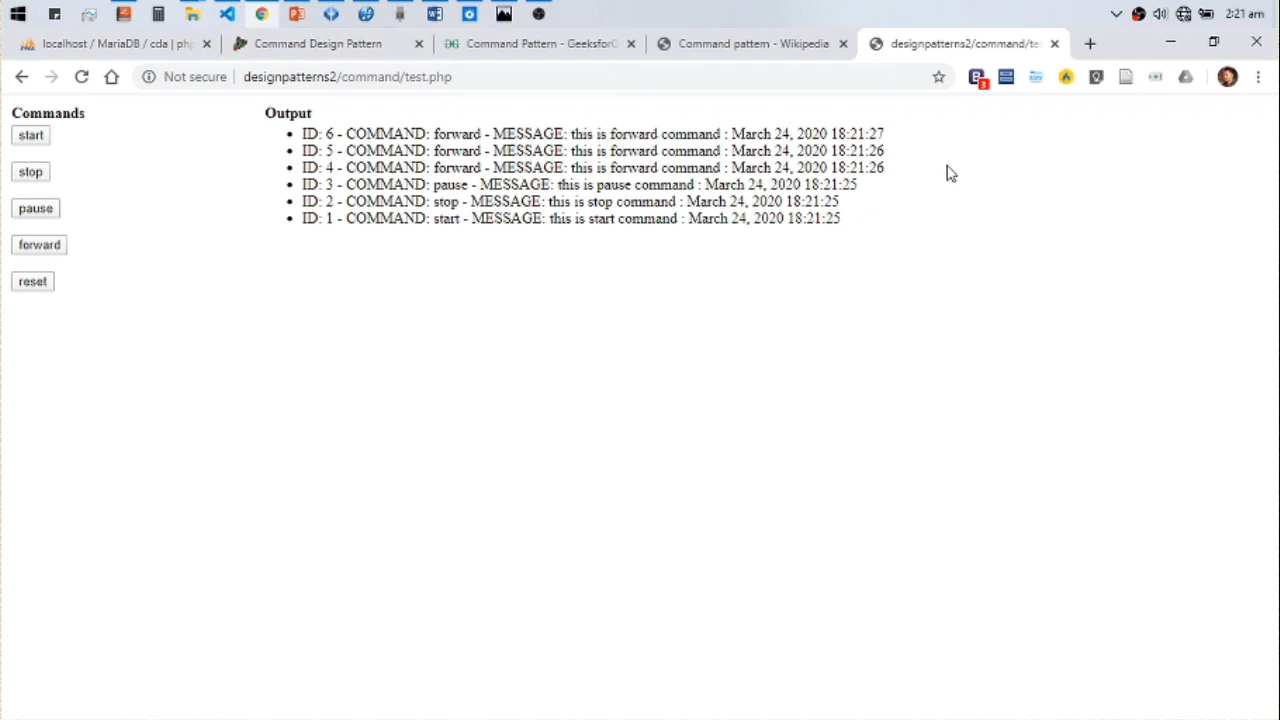 2:21 am
localhost / MariaDB / cda | ph
Command Design Pattern
Command Pattern - GeeksforG
Command pattern - Wikipedia
designpatterns2/command/te
Not secure
designpatterns2/command/test.php
3
Commands
Output
start
ID: 6 - COMMAND: forward - MESSAGE: this is forward command : March 24, 2020 18:21:27
ID: 5 - COMMAND: forward - MESSAGE: this is forward command : March 24, 2020 18:21:26
ID: 4 - COMMAND: forward - MESSAGE: this is forward command : March 24, 2020 18:21:26
ID: 3 - COMMAND: pause - MESSAGE: this is pause command : March 24, 2020 18:21:25
ID: 2 - COMMAND: stop - MESSAGE: this is stop command : March 24, 2020 18:21:25
ID: 1 - COMMAND: start - MESSAGE: this is start command : March 24, 2020 18:21:25
stop
pause
forward
reset